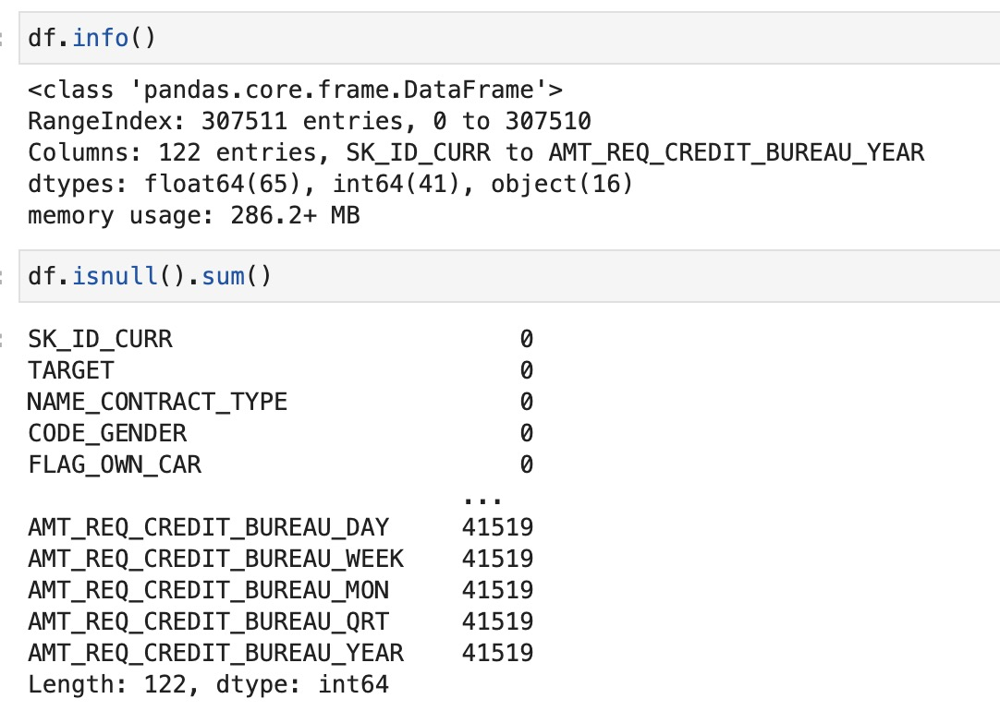 df.info()
<class 'pandas.core.frame.DataFrame'>
RangeIndex: 307511 entries, 0 to 307510
Columns: 122 entries, SK_ID_CURR to AMT_REQ_CREDIT_BUREAU_YEAR
dtypes: float64(65), int64(41), object(16)
memory usage: 286.2+ MB
df.isnull().sum()
SK_ID_CURR 0
TARGET 0
NAME_CONTRACT_TYPE 0
CODE_GENDER 0
FLAG_OWN_CAR 0
...
AMT_REQ_CREDIT_BUREAU_DAY 41519
AMT_REQ_CREDIT_BUREAU_WEEK 41519
AMT_REQ_CREDIT_BUREAU_MON 41519
AMT_REQ_CREDIT_BUREAU_QRT 41519
AMT_REQ_CREDIT_BUREAU_YEAR 41519
Length: 122, dtype: int64